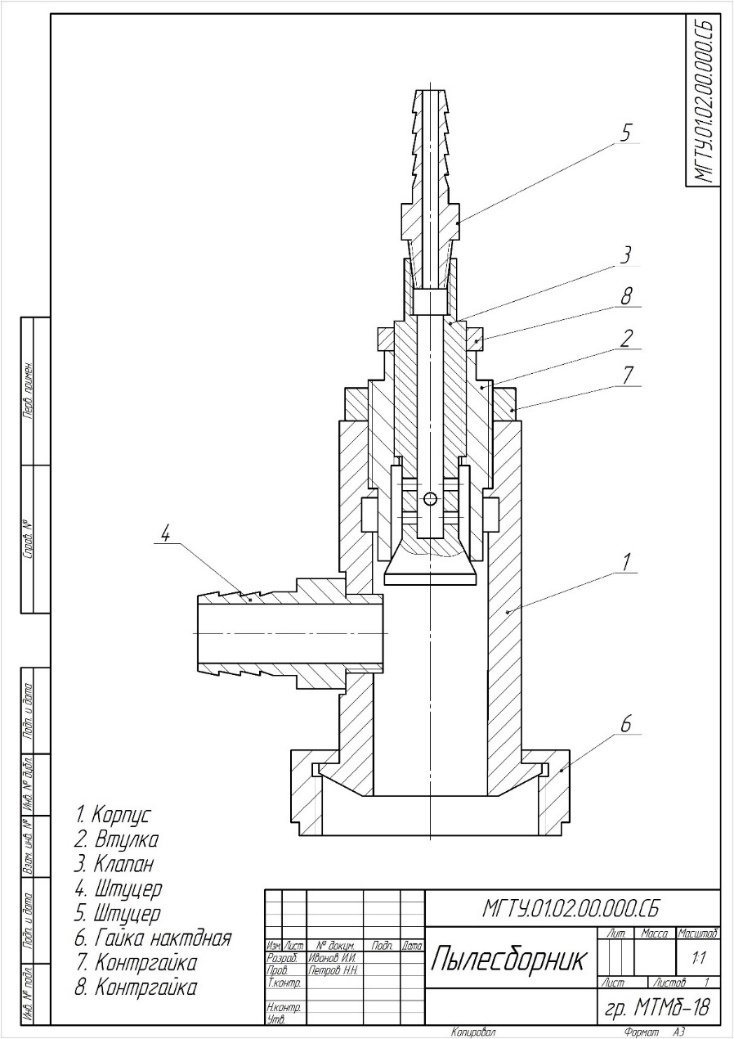 МГТУ.01.02.00.000.СБ
5
3
8
2
7
4
1
6
Перв. примен.
Справ. №
Подп. и дата
Инв. № дубл.
Взам. инв. №
Подп. и дата
Инв. № подл.
1. Корпус
2. Втулка
3. Клапан
4. Штуцер
5. Штуцер
6. Гайка нактдная
7. Контргайка
8. Контргайка
МГТУ.01.02.00.000.СБ
Изм. Лист № докум. Подп. Дата
Разраб. Иванов И.И.
Пров. Петров Н.Н.
Т.контр.
Н.контр.
Утв.
Пылесборник
Лит. Масса Масштаб
1:1
Лист Листов 1
гр. МТМб-18
Копировал Формат А3